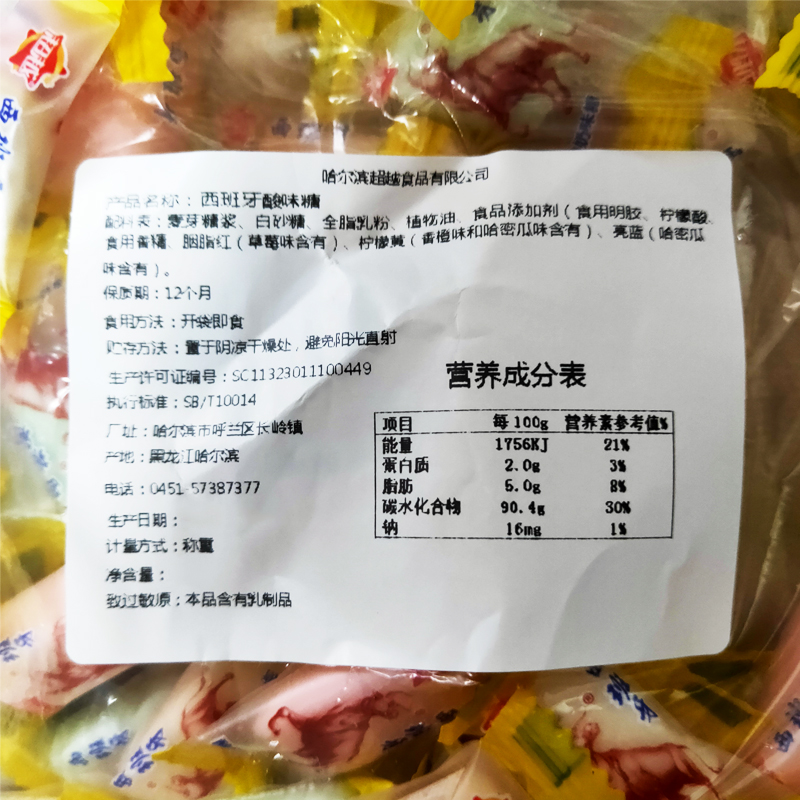 哈尔滨超越食品有限公司
产品名称：西班牙酸味糖
配料表：麦芽糖浆、白砂糖、全脂乳粉、植物油、食品添加剂（食用明胶、柠檬酸、
食用香精、胭脂红（草莓味含有）、柠檬黄（香橙味和哈密瓜味含有）、亮蓝（哈密瓜
味含有）。
保质期：12个月
食用方法：开袋即食
贮存方法：置于阴凉干燥处，避免阳光直射
生产许可证编号：SC11323011100449
执行标准：SB/T10014
厂址：哈尔滨市呼兰区长岭镇
产地：黑龙江哈尔滨
电话：0451-57387377
生产日期：
计量方式：称重
净含量：
致过敏源：本品含有乳制品
营养成分表
项目 每100g 营养素参考值%
能量 1756KJ 21%
蛋白质 2.0g 3%
脂肪 5.0g 8%
碳水化合物 90.4g 30%
钠 16mg 1%